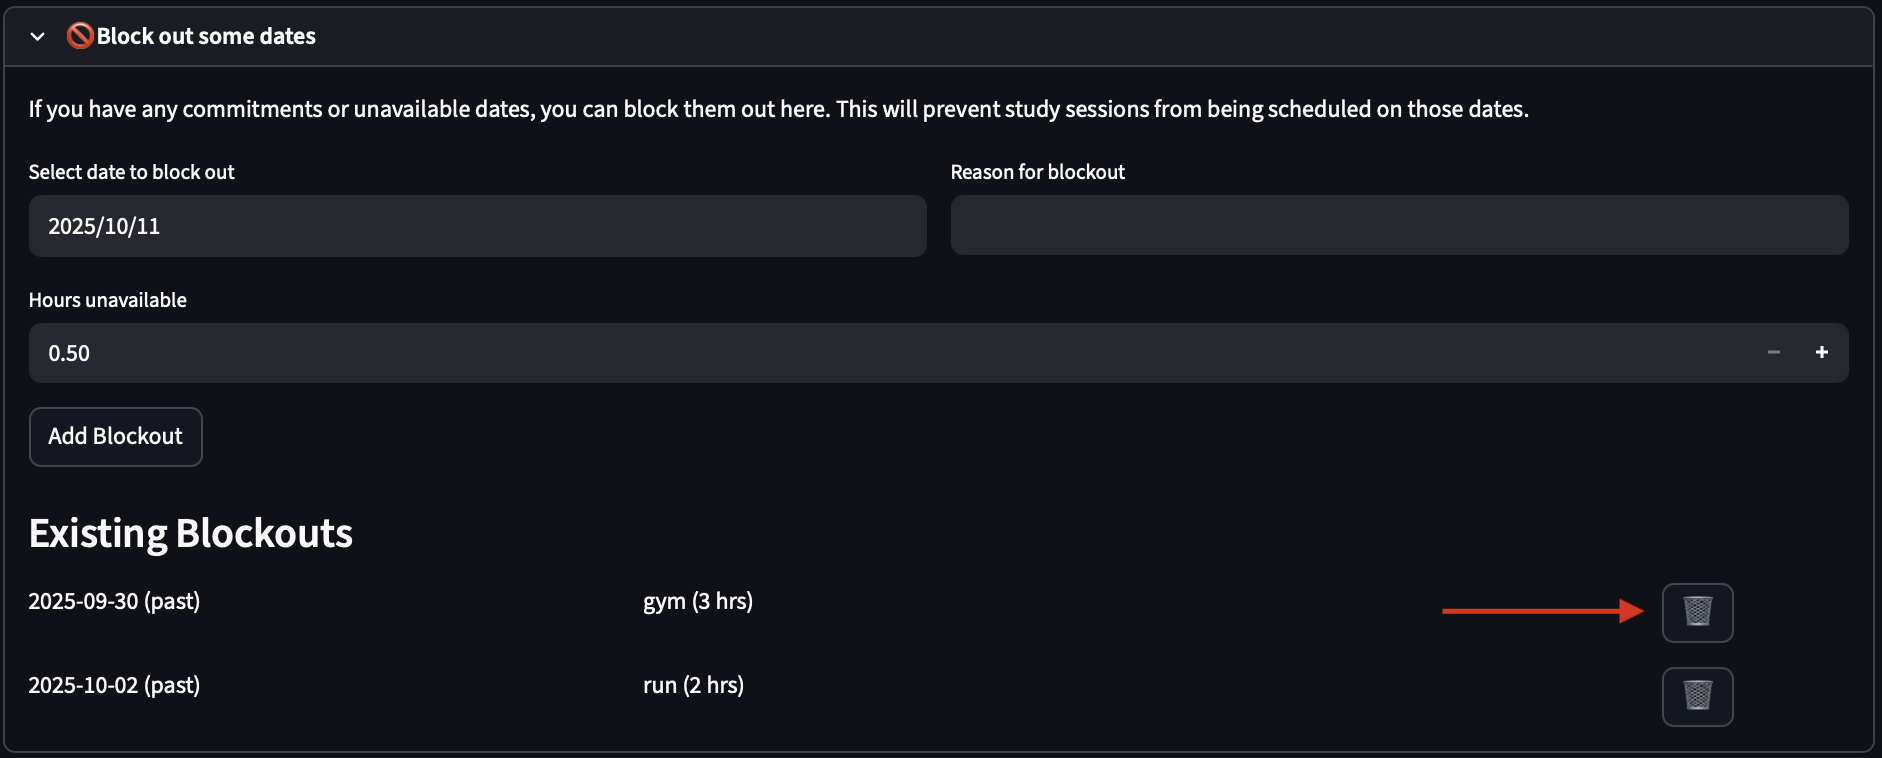 Block out some dates
If you have any commitments or unavailable dates, you can block them out here. This will prevent study sessions from being scheduled on those dates.
Select date to block out
Reason for blockout
2025/10/11
Hours unavailable
0.50
Add Blockout
Existing Blockouts
2025-09-30 (past) gym (3 hrs)
2025-10-02 (past) run (2 hrs)